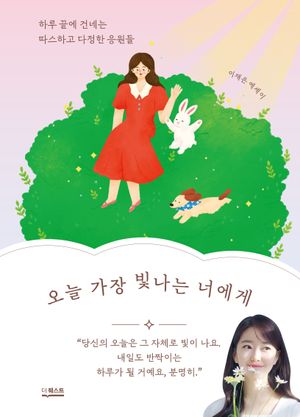 하루 끝에 건네는
따스하고 다정한 응원들
이재은 에세이
오늘 가장 빛나는 너에게
“당신의 오늘은 그 자체로 빛이 나요.
내일도 반짝이는
하루가 될 거예요, 분명히.”
더 퀘스트